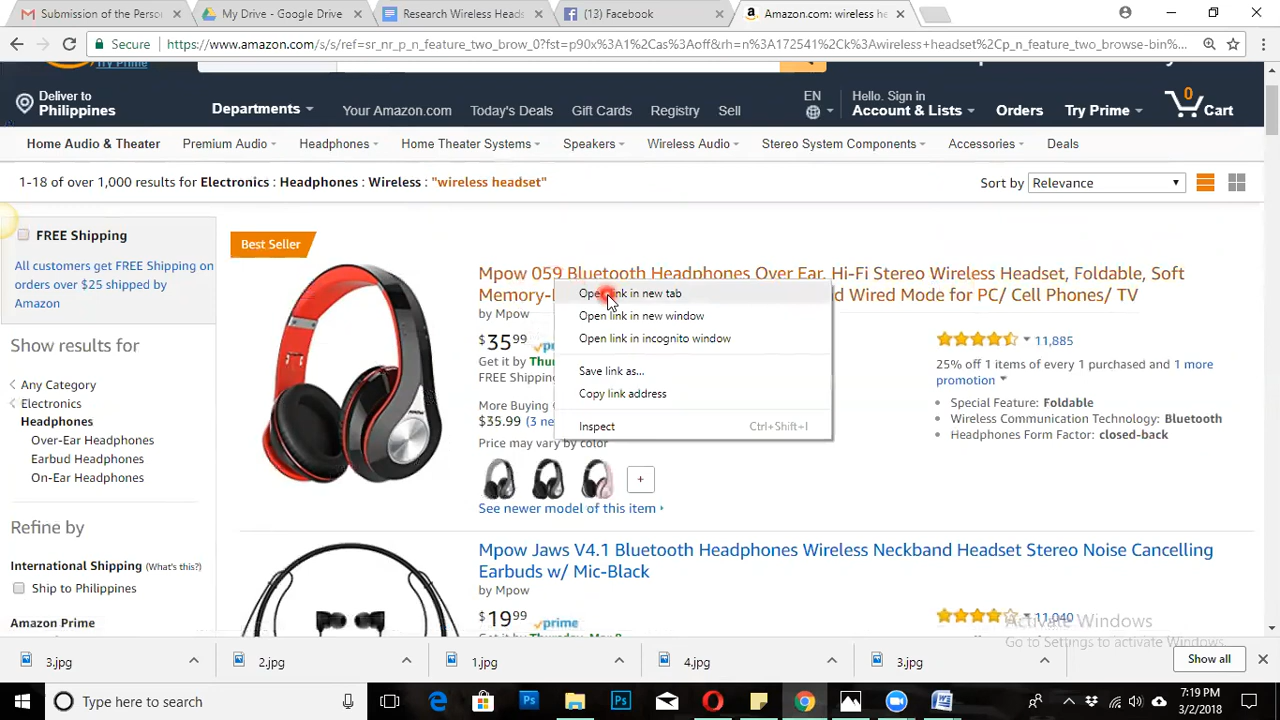 Submission of the Perso
My Drive - Google Drive
Research Wireless Heads
(13) Facebook
Amazon.com: wireless he
Secure
https://www.amazon.com/s/s/ref=sr_nr_p_n_feature_two_brow_0?fst=p90x%3A1%2Cas%3Aoff&rh=n%3A172541%2Ck%3Awireless+headset%2Cp_n_feature_two_browse-bin%...
Try Prime
Deliver to
Philippines
Departments
Your Amazon.com
Today's Deals
Gift Cards
Registry
Sell
EN
Hello. Sign in
Account & Lists
Orders
Try Prime
0
Cart
Home Audio & Theater
Premium Audio
Headphones
Home Theater Systems
Speakers
Wireless Audio
Stereo System Components
Accessories
Deals
1-18 of over 1,000 results for Electronics : Headphones : Wireless : "wireless headset"
Sort by
Relevance
FREE Shipping
All customers get FREE Shipping on
orders over $25 shipped by
Amazon
Show results for
Any Category
Electronics
Headphones
Over-Ear Headphones
Earbud Headphones
On-Ear Headphones
Refine by
International Shipping (What's this?)
Ship to Philippines
Amazon Prime
Best Seller
Mpow 059 Bluetooth Headphones Over Ear, Hi-Fi Stereo Wireless Headset, Foldable, Soft
d Wired Mode for PC/ Cell Phones/ TV
by Mpow
$35 99
Get it by
FREE Shipping
More Buying
$35.99 (3 ne
Price may vary by color
+
See newer model of this item
Open link in new tab
Open link in new window
Open link in incognito window
Save link as...
Copy link address
Inspect
Ctrl+Shift+I
11,885
25% off 1 items of every 1 purchased and 1 more
promotion
Special Feature: Foldable
Wireless Communication Technology: Bluetooth
Headphones Form Factor: closed-back
Mpow Jaws V4.1 Bluetooth Headphones Wireless Neckband Headset Stereo Noise Cancelling
Earbuds w/ Mic-Black
by Mpow
$19 99
prime
11,040
Activate Windows
Go to Settings to activate Windows.
3.jpg
2.jpg
1.jpg
4.jpg
3.jpg
Show all
Type here to search
7:19 PM
3/2/2018